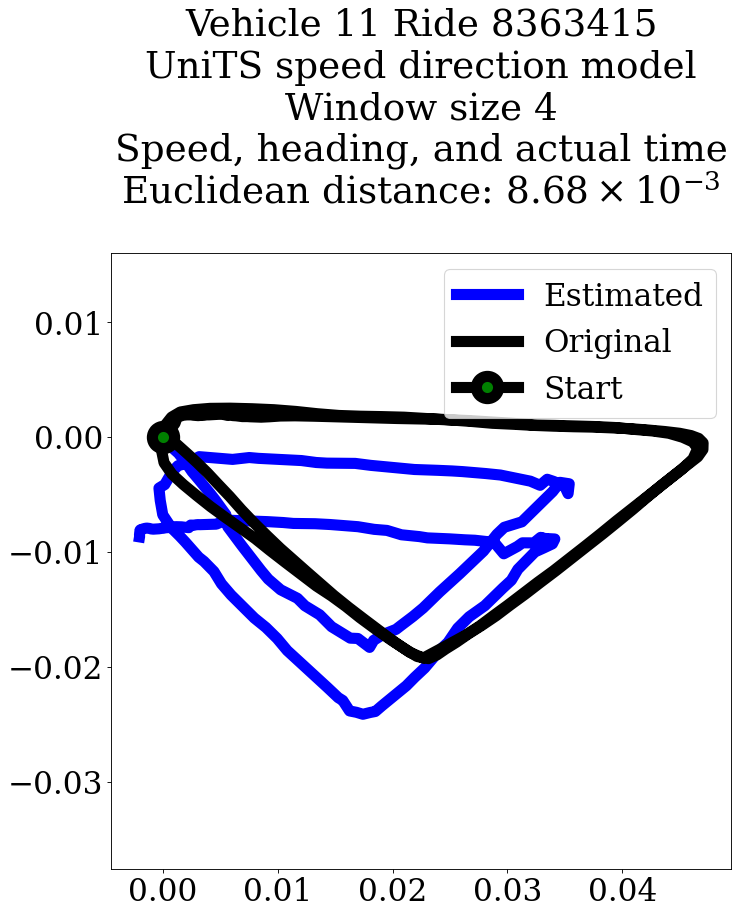 Vehicle 11 Ride 8363415
UniTS speed direction model
Window size 4
Speed, heading, and actual time
Euclidean distance: 8.68 × 10⁻³
Estimated
Original
Start
0.01
0.00
−0.01
−0.02
−0.03
0.00 0.01 0.02 0.03 0.04